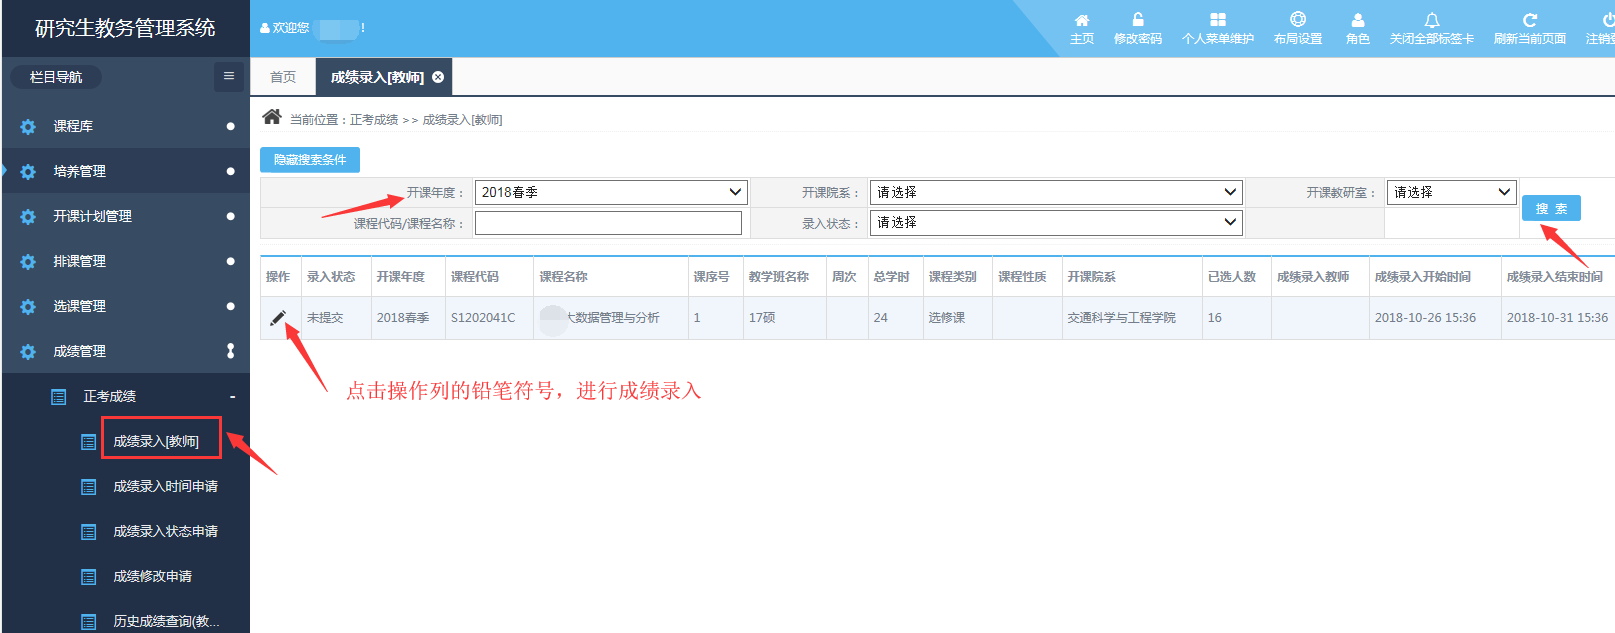 研究生教务管理系统
欢迎您 !
主页 修改密码 个人菜单维护 布局设置 角色 关闭全部标签卡 刷新当前页面
栏目导航
首页 成绩录入[教师]
当前位置：正考成绩 >> 成绩录入[教师]
课程库
隐藏搜索条件
培养管理
开课年度： 2018春季 开课院系： 请选择 开课教研室： 请选择
搜 索
开课计划管理
课程代码/课程名称： 录入状态： 请选择
排课管理
操作 录入状态 开课年度 课程代码 课程名称 课序号 教学班名称 周次 总学时 课程类别 课程性质 开课院系 已选人数 成绩录入教师 成绩录入开始时间 成绩录入结束时间
选课管理
未提交 2018春季 S1202041C 大数据管理与分析 1 17硕 24 选修课 交通科学与工程学院 16 2018-10-26 15:36 2018-10-31 15:36
成绩管理
点击操作列的铅笔符号，进行成绩录入
正考成绩 -
成绩录入[教师]
成绩录入时间申请
成绩录入状态申请
成绩修改申请
历史成绩查询(教...